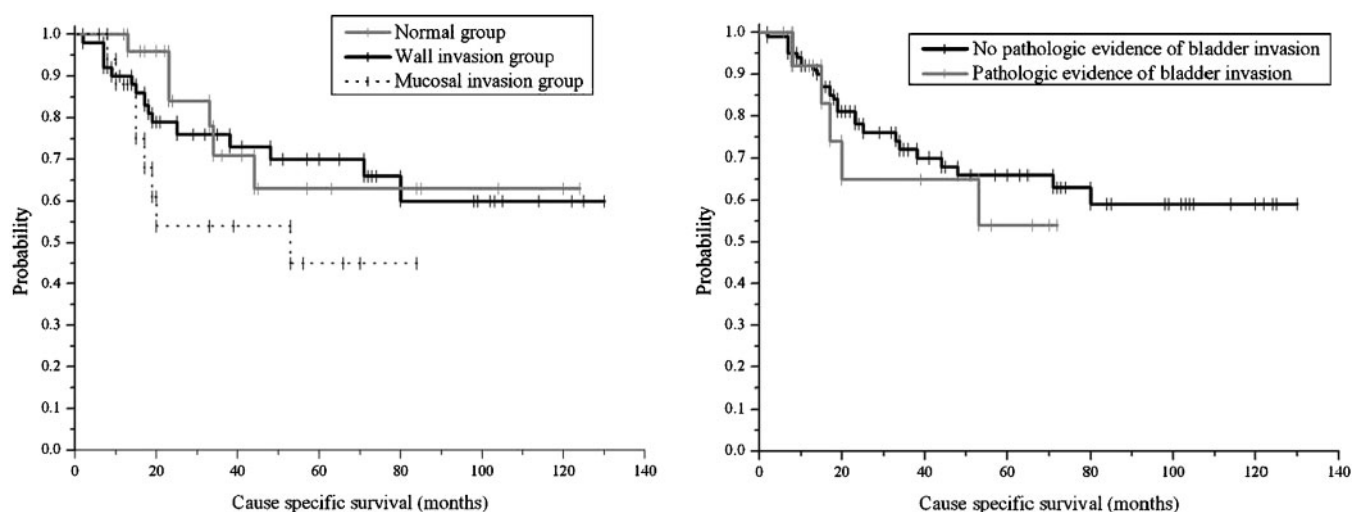 Normal group
Wall invasion group
Mucosal invasion group
1.0
0.9
0.8
0.7
0.6
0.5
0.4
0.3
0.2
0.1
0.0
Probability
0 20 40 60 80 100 120 140
Cause specific survival (months)
No pathologic evidence of bladder invasion
Pathologic evidence of bladder invasion
1.0
0.9
0.8
0.7
0.6
0.5
0.4
0.3
0.2
0.1
0.0
Probability
0 20 40 60 80 100 120 140
Cause specific survival (months)